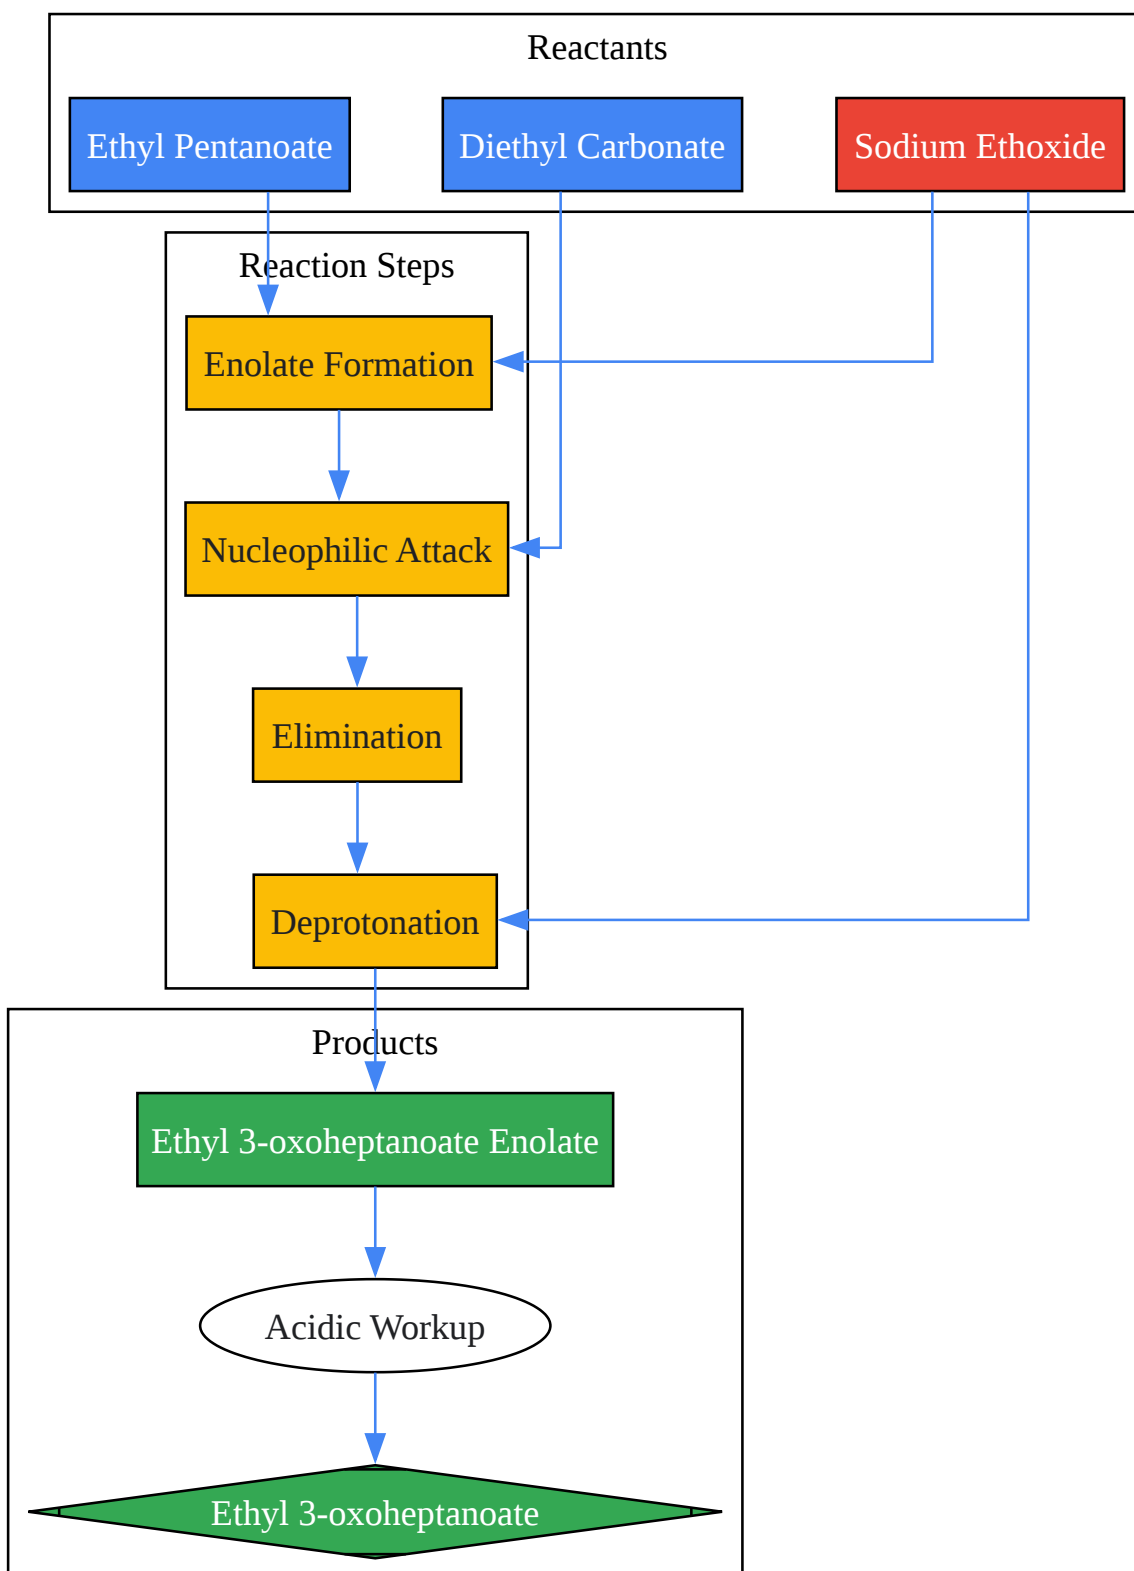 Reactants
Ethyl Pentanoate
Diethyl Carbonate
Sodium Ethoxide
Reaction Steps
Enolate Formation
Nucleophilic Attack
Elimination
Deprotonation
Products
Ethyl 3-oxoheptanoate Enolate
Acidic Workup
Ethyl 3-oxoheptanoate